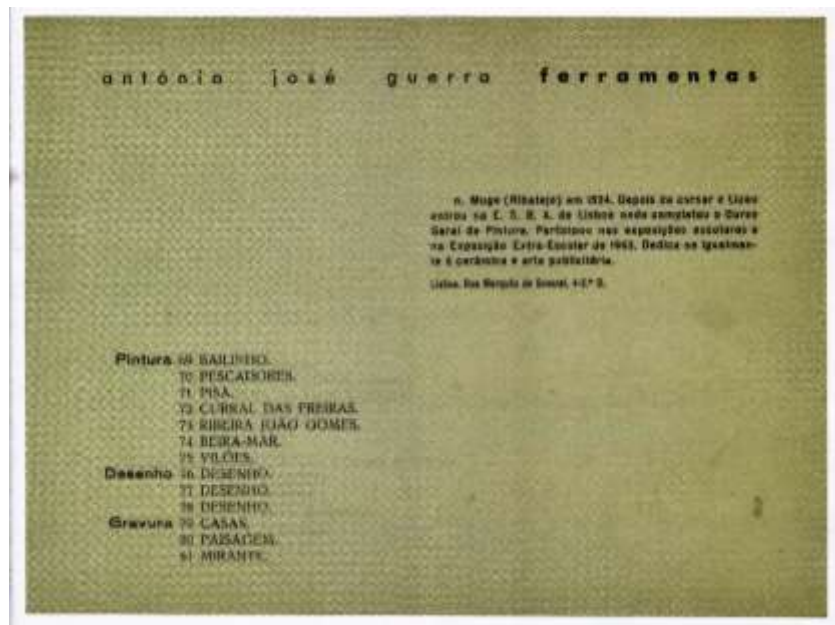 antónio josé guerra ferramentas
n. Muge (Ribatejo) em 1934. Depois de cursar o Liceu
entrou na E. S. B. A. de Lisboa onde completou o Curso
Geral de Pintura. Participou nas exposições escolares e
na Exposição Extra-Escolar de 1963. Dedica-se igualmen-
te à cerâmica e arte publicitária.
Lisboa. Rua Marquês de 4-2.º D.
Pintura 69 BAILINHO.
70 PESCADORES.
71 PISA.
72 CURRAL DAS FREIRAS.
73 RIBEIRA JOÃO GOMES.
74 BEIRA-MAR.
75 VILÕES.
Desenho 76 DESENHO.
77 DESENHO.
78 DESENHO.
Gravura 79 CASAS.
80 PAISAGEM.
81 MIRANTE.